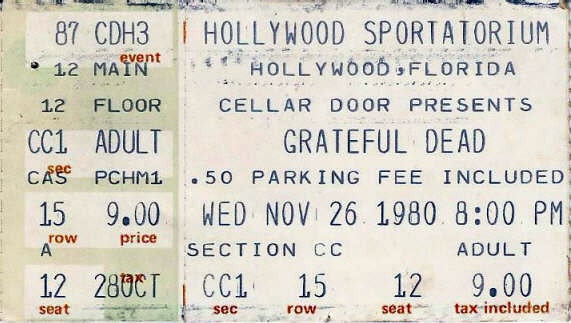 87 CDH3
event
12 MAIN
12 FLOOR
CC1 ADULT
sec
CAS PCHM1
15 9.00
row price
A
12 28OCT
tax
seat
HOLLYWOOD SPORTATORIUM
HOLLYWOOD,FLORIDA
CELLAR DOOR PRESENTS
GRATEFUL DEAD
.50 PARKING FEE INCLUDED
WED NOV 26 1980 8:00 PM
SECTION CC ADULT
CC1 15 12 9.00
sec row seat tax included